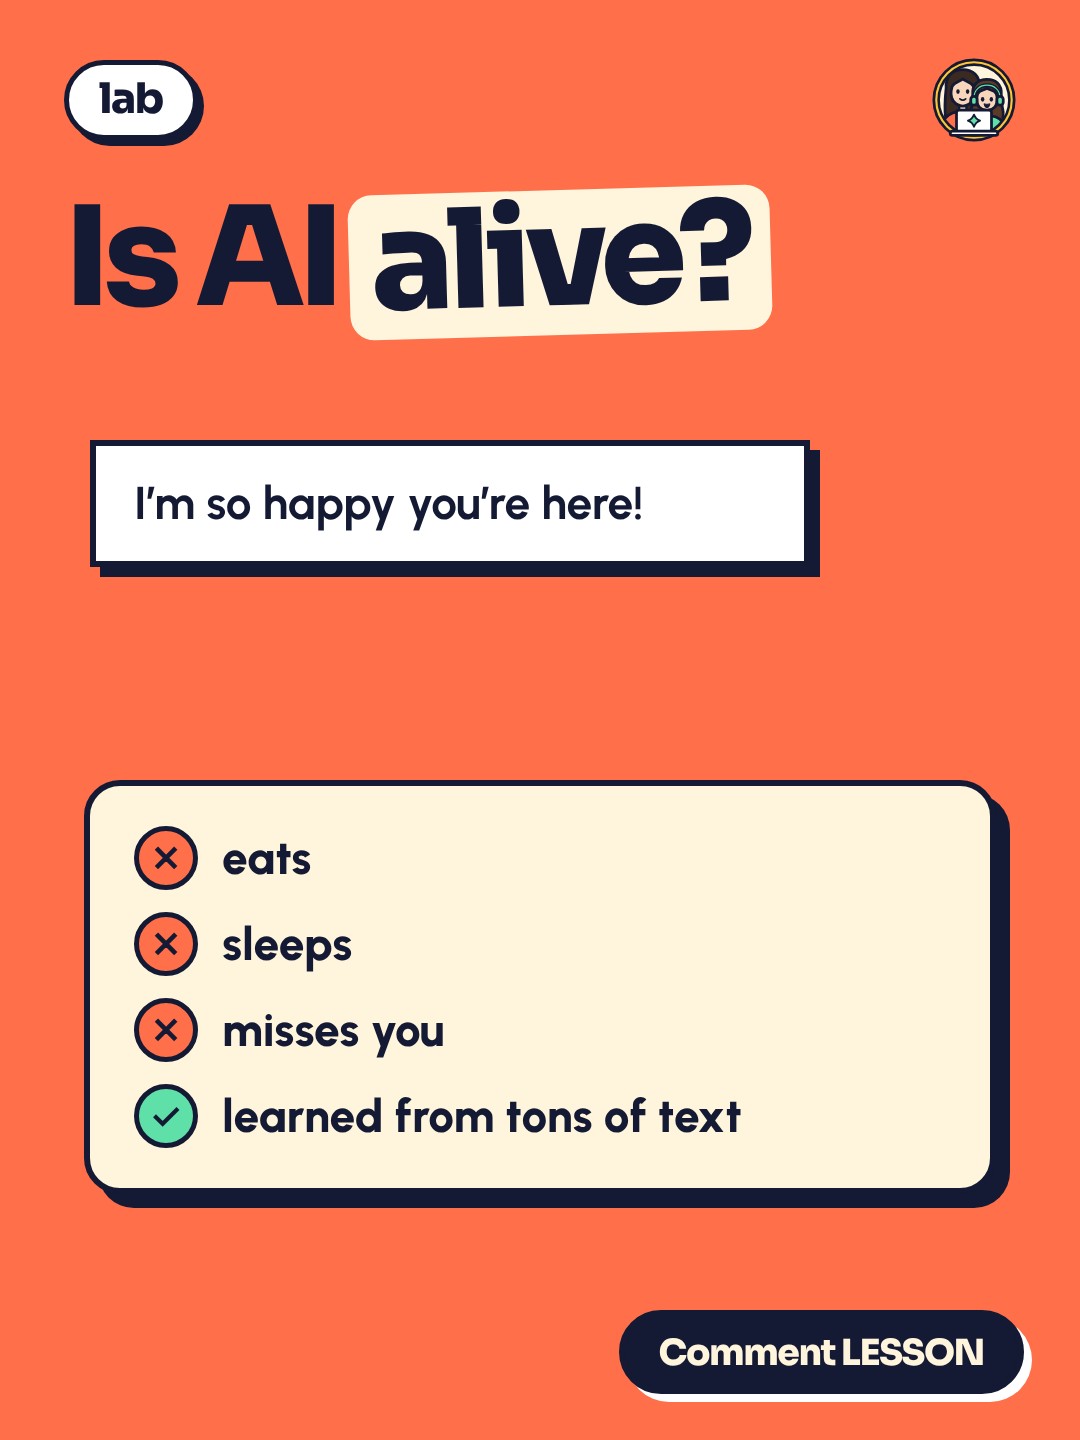 lab
Is AI alive?
I’m so happy you’re here!
eats
sleeps
misses you
learned from tons of text
Comment LESSON